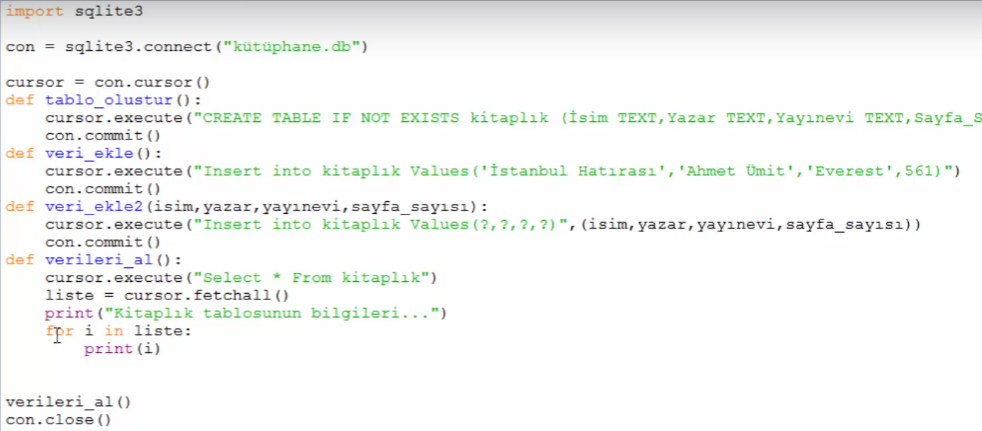 import sqlite3
con = sqlite3.connect("kütüphane.db")
cursor = con.cursor()
def tablo_olustur():
    cursor.execute("CREATE TABLE IF NOT EXISTS kitaplık (İsim TEXT,Yazar TEXT,Yayınevi TEXT,Sayfa_S
    con.commit()
def veri_ekle():
    cursor.execute("Insert into kitaplık Values('İstanbul Hatırası','Ahmet Ümit','Everest',561)")
    con.commit()
def veri_ekle2(isim,yazar,yayınevi,sayfa_sayısı):
    cursor.execute("Insert into kitaplık Values(?,?,?,?)",(isim,yazar,yayınevi,sayfa_sayısı))
    con.commit()
def verileri_al():
    cursor.execute("Select * From kitaplık")
    liste = cursor.fetchall()
    print("Kitaplık tablosunun bilgileri...")
    for i in liste:
        print(i)
verileri_al()
con.close()